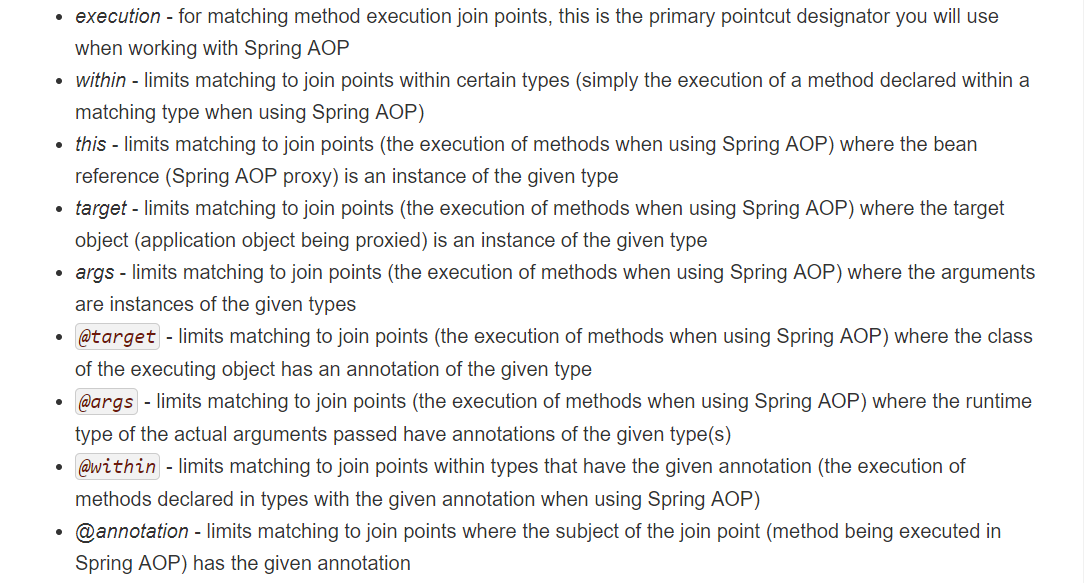 • execution - for matching method execution join points, this is the primary pointcut designator you will use
when working with Spring AOP
• within - limits matching to join points within certain types (simply the execution of a method declared within a
matching type when using Spring AOP)
• this - limits matching to join points (the execution of methods when using Spring AOP) where the bean
reference (Spring AOP proxy) is an instance of the given type
• target - limits matching to join points (the execution of methods when using Spring AOP) where the target
object (application object being proxied) is an instance of the given type
• args - limits matching to join points (the execution of methods when using Spring AOP) where the arguments
are instances of the given types
• @target - limits matching to join points (the execution of methods when using Spring AOP) where the class
of the executing object has an annotation of the given type
• @args - limits matching to join points (the execution of methods when using Spring AOP) where the runtime
type of the actual arguments passed have annotations of the given type(s)
• @within - limits matching to join points within types that have the given annotation (the execution of
methods declared in types with the given annotation when using Spring AOP)
• @annotation - limits matching to join points where the subject of the join point (method being executed in
Spring AOP) has the given annotation